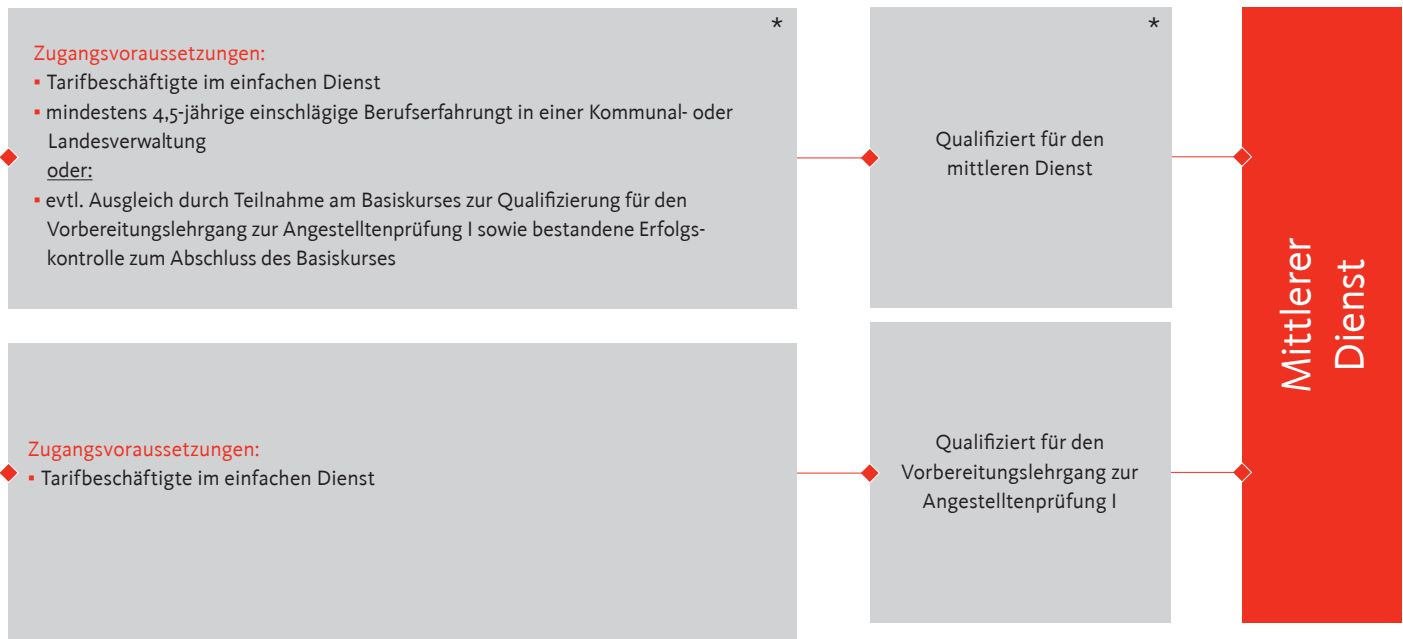 *
Zugangsvoraussetzungen:
▪ Tarifbeschäftigte im einfachen Dienst
▪ mindestens 4,5-jährige einschlägige Berufserfahrungt in einer Kommunal- oder
Landesverwaltung
oder:
▪ evtl. Ausgleich durch Teilnahme am Basiskurses zur Qualifizierung für den
Vorbereitungslehrgang zur Angestelltenprüfung I sowie bestandene Erfolgs-
kontrolle zum Abschluss des Basiskurses
*
Qualifiziert für den
mittleren Dienst
Zugangsvoraussetzungen:
▪ Tarifbeschäftigte im einfachen Dienst
Qualifiziert für den
Vorbereitungslehrgang zur
Angestelltenprüfung I
Mittlerer
Dienst